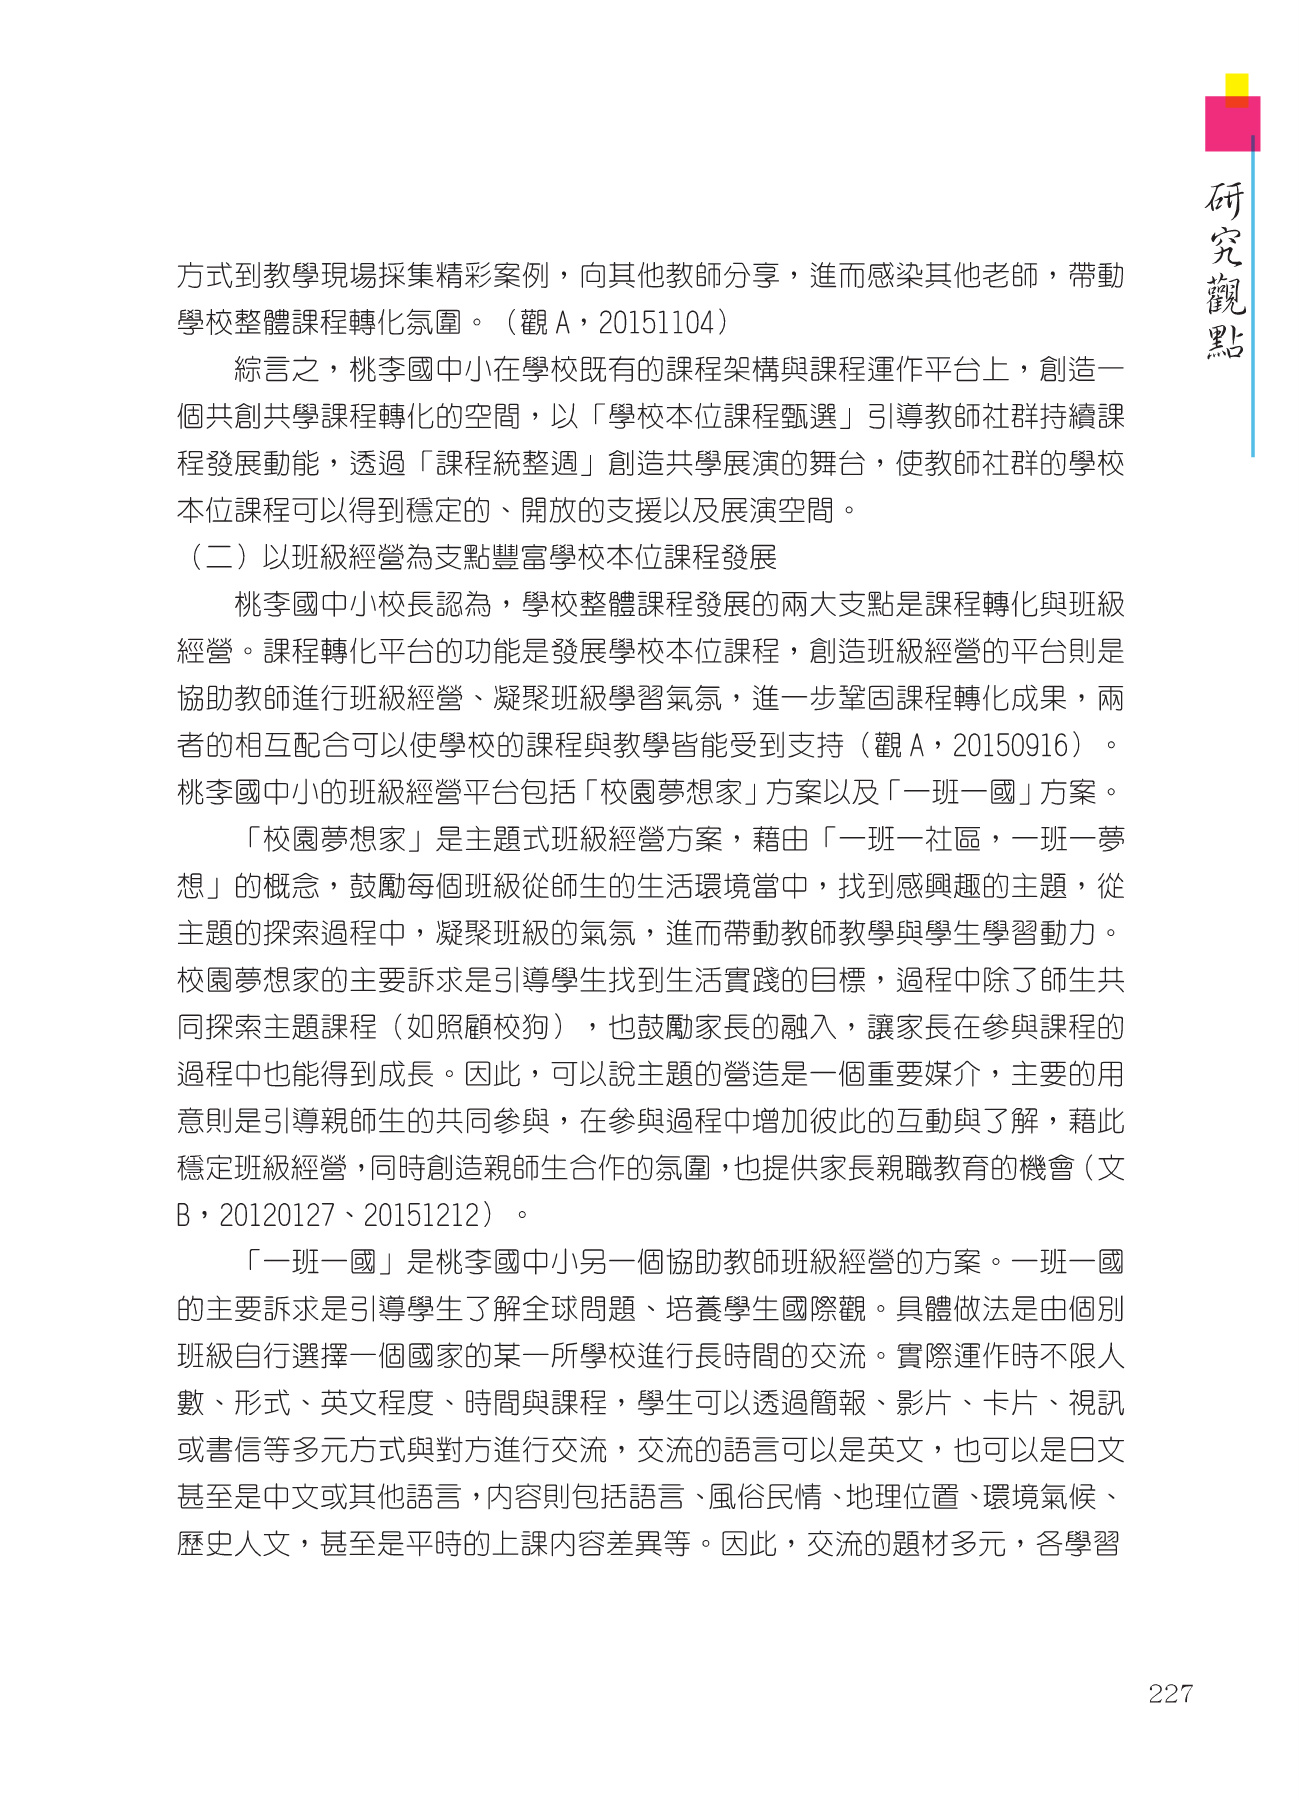 研究觀點
方式到教學現場採集精彩案例，向其他教師分享，進而感染其他老師，帶動
學校整體課程轉化氛圍。（觀 A，20151104）
綜言之，桃李國中小在學校既有的課程架構與課程運作平台上，創造一
個共創共學課程轉化的空間，以「學校本位課程甄選」引導教師社群持續課
程發展動能，透過「課程統整週」創造共學展演的舞台，使教師社群的學校
本位課程可以得到穩定的、開放的支援以及展演空間。
（二）以班級經營為支點豐富學校本位課程發展
桃李國中小校長認為，學校整體課程發展的兩大支點是課程轉化與班級
經營。課程轉化平台的功能是發展學校本位課程，創造班級經營的平台則是
協助教師進行班級經營、凝聚班級學習氣氛，進一步鞏固課程轉化成果，兩
者的相互配合可以使學校的課程與教學皆能受到支持（觀 A，20150916）。
桃李國中小的班級經營平台包括「校園夢想家」方案以及「一班一國」方案。
「校園夢想家」是主題式班級經營方案，藉由「一班一社區，一班一夢
想」的概念，鼓勵每個班級從師生的生活環境當中，找到感興趣的主題，從
主題的探索過程中，凝聚班級的氣氛，進而帶動教師教學與學生學習動力。
校園夢想家的主要訴求是引導學生找到生活實踐的目標，過程中除了師生共
同探索主題課程（如照顧校狗），也鼓勵家長的融入，讓家長在參與課程的
過程中也能得到成長。因此，可以說主題的營造是一個重要媒介，主要的用
意則是引導親師生的共同參與，在參與過程中增加彼此的互動與了解，藉此
穩定班級經營，同時創造親師生合作的氛圍，也提供家長親職教育的機會（文
B，20120127、20151212）。
「一班一國」是桃李國中小另一個協助教師班級經營的方案。一班一國
的主要訴求是引導學生了解全球問題、培養學生國際觀。具體做法是由個別
班級自行選擇一個國家的某一所學校進行長時間的交流。實際運作時不限人
數、形式、英文程度、時間與課程，學生可以透過簡報、影片、卡片、視訊
或書信等多元方式與對方進行交流，交流的語言可以是英文，也可以是日文
甚至是中文或其他語言，內容則包括語言、風俗民情、地理位置、環境氣候、
歷史人文，甚至是平時的上課內容差異等。因此，交流的題材多元，各學習
227